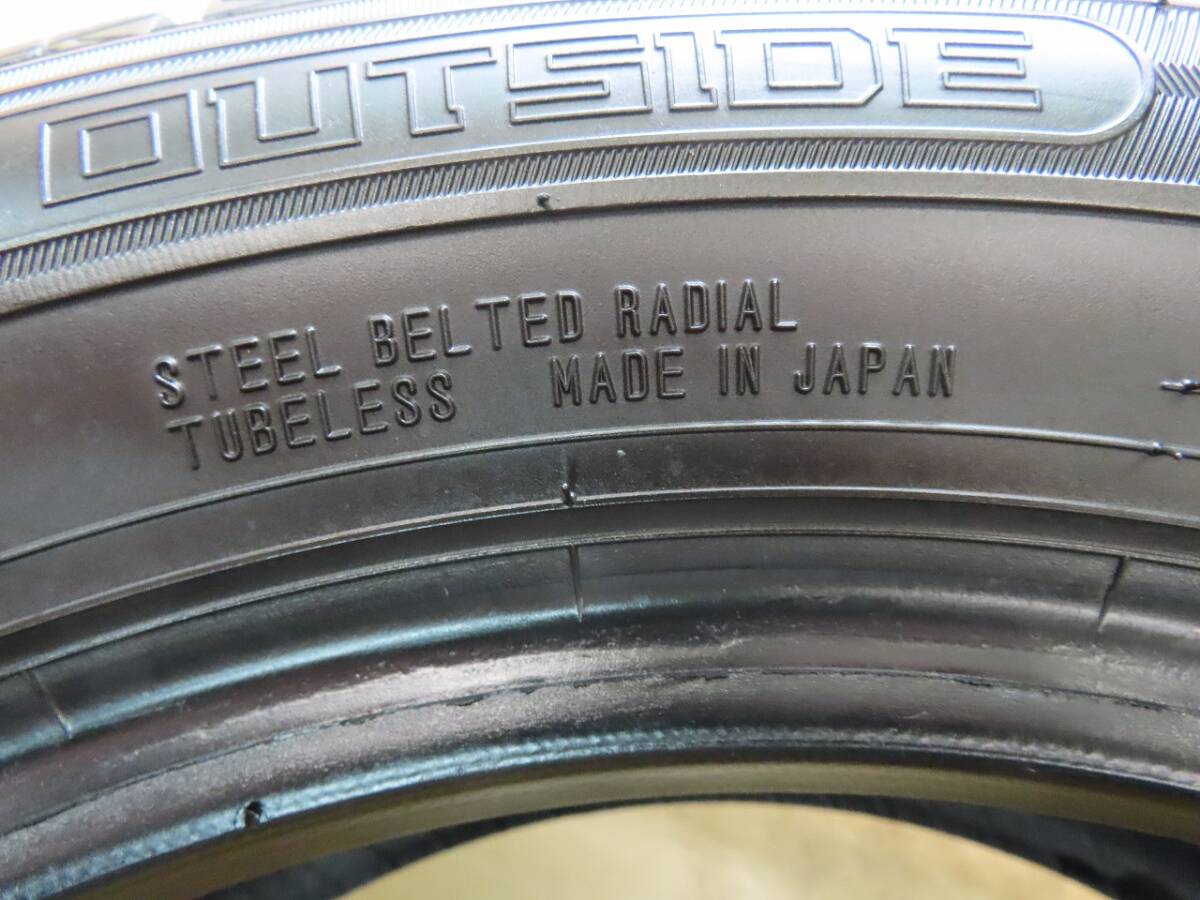 OUTSIDE
STEEL BELTED RADIAL
TUBELESS MADE IN JAPAN